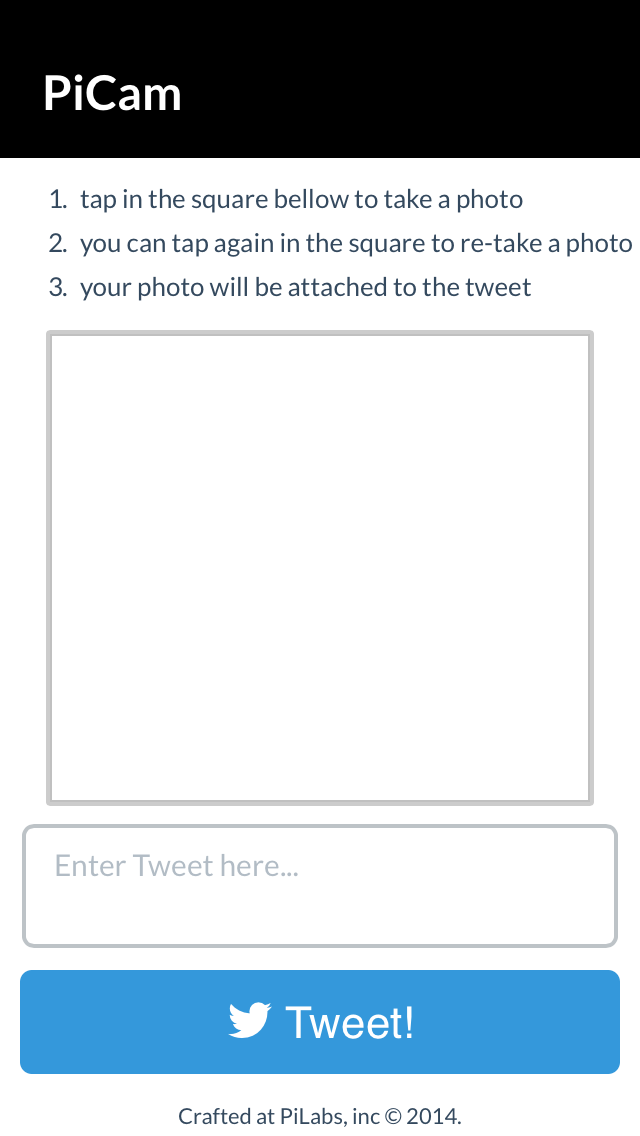 PiCam
1. tap in the square bellow to take a photo
2. you can tap again in the square to re-take a photo
3. your photo will be attached to the tweet
Enter Tweet here...
Tweet!
Crafted at PiLabs, inc © 2014.